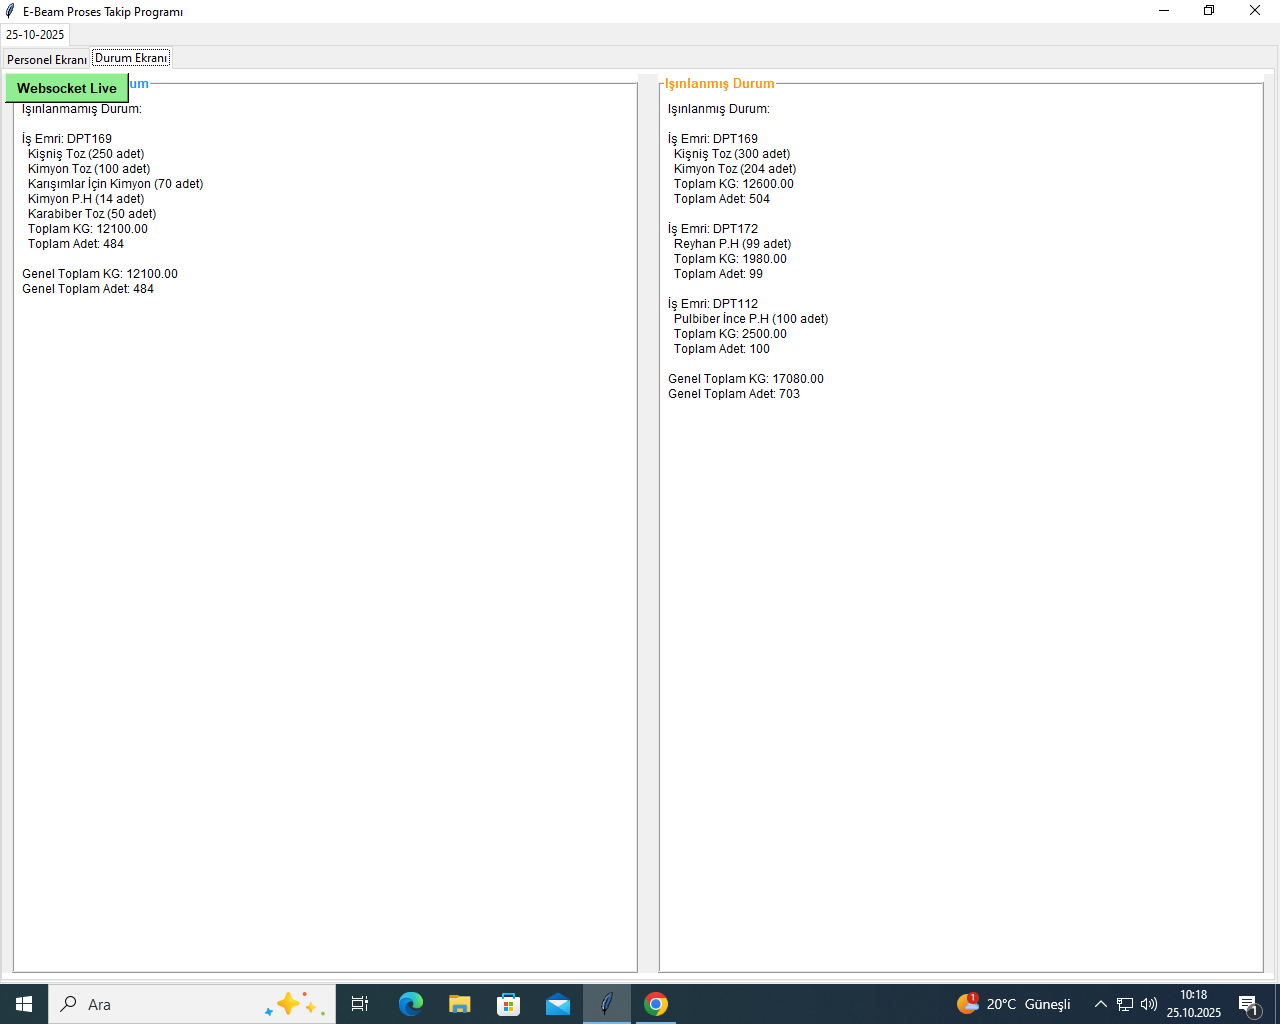 E-Beam Proses Takip Programı
25-10-2025
Personel Ekranı
Durum Ekranı
Websocket Live
um
Işınlanmamış Durum:
İş Emri: DPT169
Kişniş Toz (250 adet)
Kimyon Toz (100 adet)
Karışımlar İçin Kimyon (70 adet)
Kimyon P.H (14 adet)
Karabiber Toz (50 adet)
Toplam KG: 12100.00
Toplam Adet: 484
Genel Toplam KG: 12100.00
Genel Toplam Adet: 484
Işınlanmış Durum
Işınlanmış Durum:
İş Emri: DPT169
Kişniş Toz (300 adet)
Kimyon Toz (204 adet)
Toplam KG: 12600.00
Toplam Adet: 504
İş Emri: DPT172
Reyhan P.H (99 adet)
Toplam KG: 1980.00
Toplam Adet: 99
İş Emri: DPT112
Pulbiber İnce P.H (100 adet)
Toplam KG: 2500.00
Toplam Adet: 100
Genel Toplam KG: 17080.00
Genel Toplam Adet: 703
Ara
1
20°C Güneşli
10:18
25.10.2025
1